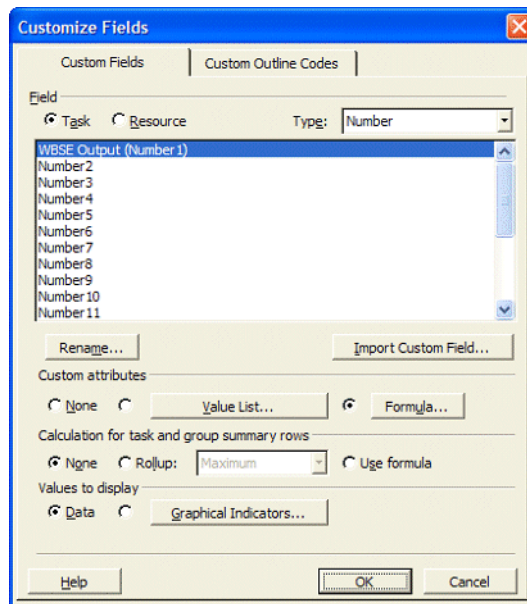 Customize Fields
Custom Fields Custom Outline Codes
Field
Task Resource Type: Number
WBSE Output (Number1)
Number2
Number3
Number4
Number5
Number6
Number7
Number8
Number9
Number10
Number11
Rename... Import Custom Field...
Custom attributes
None Value List... Formula...
Calculation for task and group summary rows
None Rollup: Maximum Use formula
Values to display
Data Graphical Indicators...
Help OK Cancel